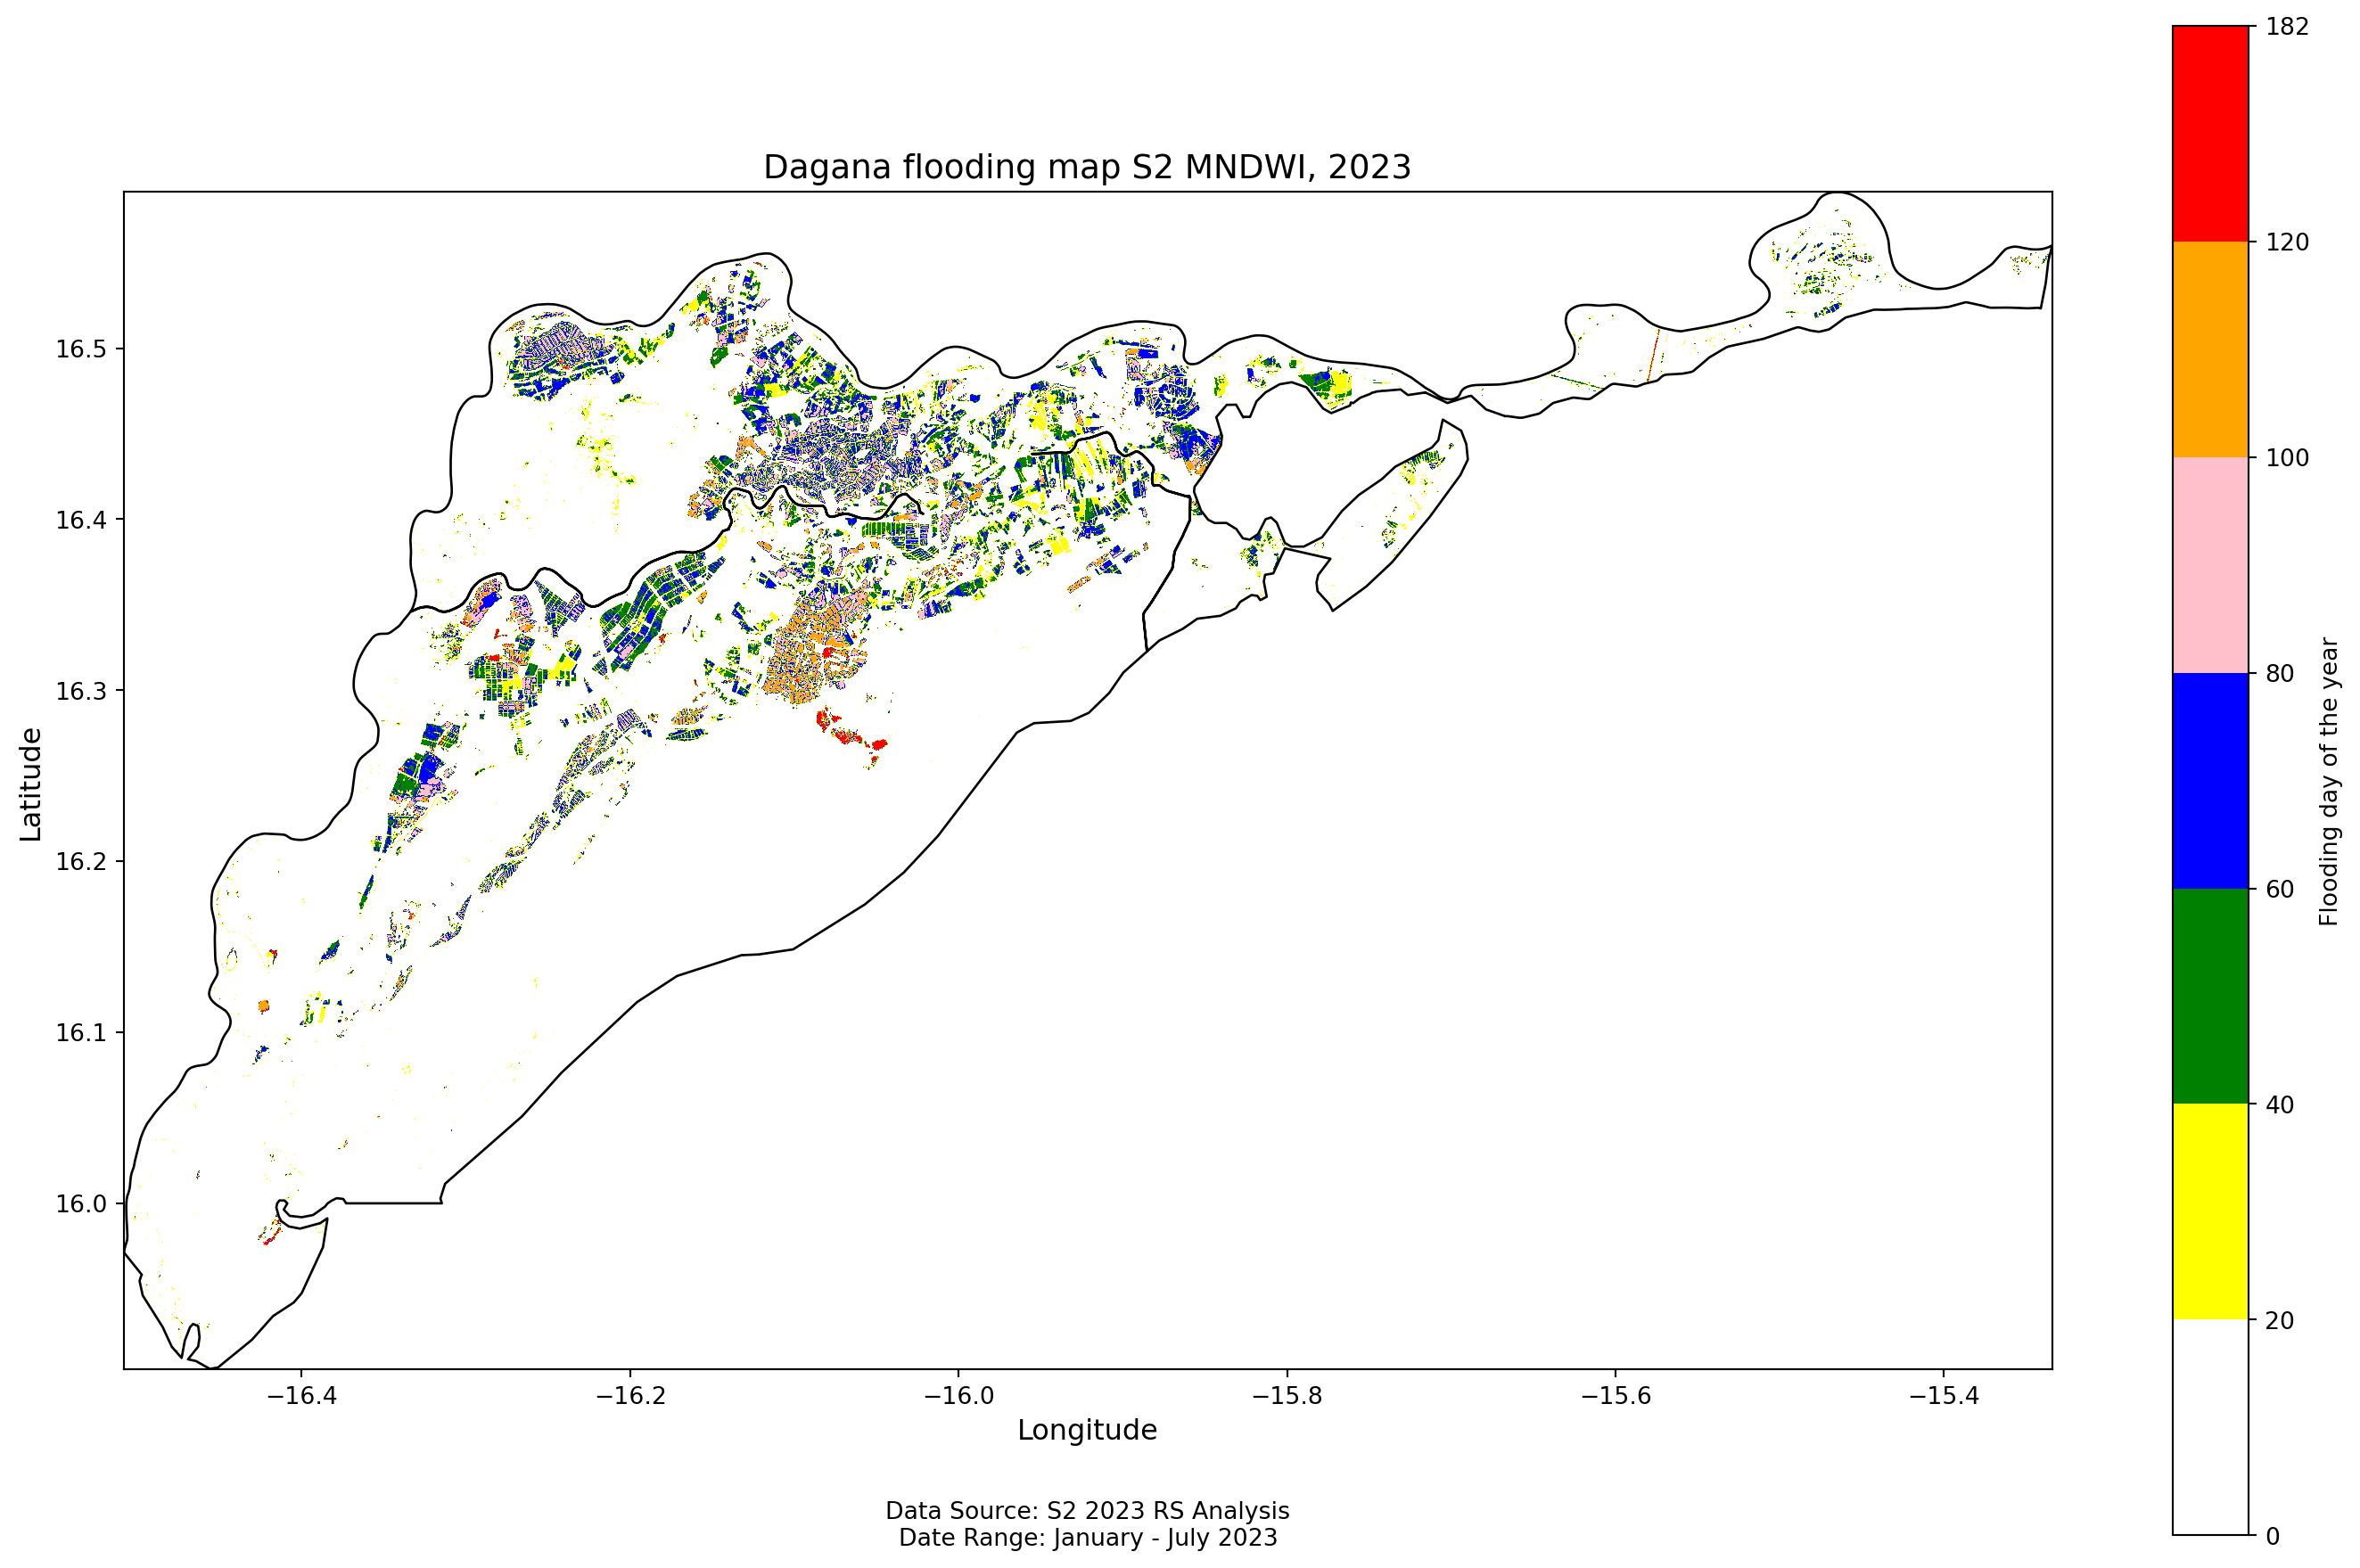 Dagana flooding map S2 MNDWI, 2023
182
120
100
80
60
40
20
0
Flooding day of the year
16.5
16.4
16.3
16.2
16.1
16.0
Latitude
−16.4 −16.2 −16.0 −15.8 −15.6 −15.4
Longitude
Data Source: S2 2023 RS Analysis
Date Range: January - July 2023